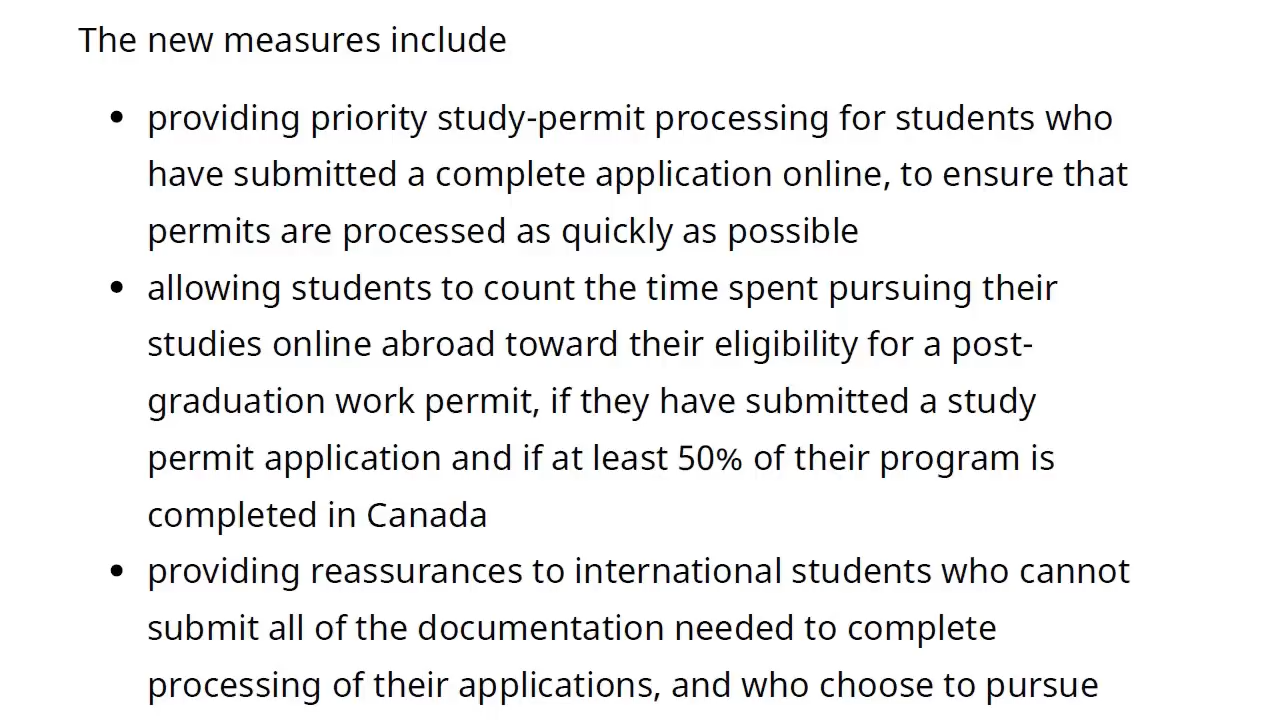 The new measures include
• providing priority study-permit processing for students who
have submitted a complete application online, to ensure that
permits are processed as quickly as possible
• allowing students to count the time spent pursuing their
studies online abroad toward their eligibility for a post-
graduation work permit, if they have submitted a study
permit application and if at least 50% of their program is
completed in Canada
• providing reassurances to international students who cannot
submit all of the documentation needed to complete
processing of their applications, and who choose to pursue